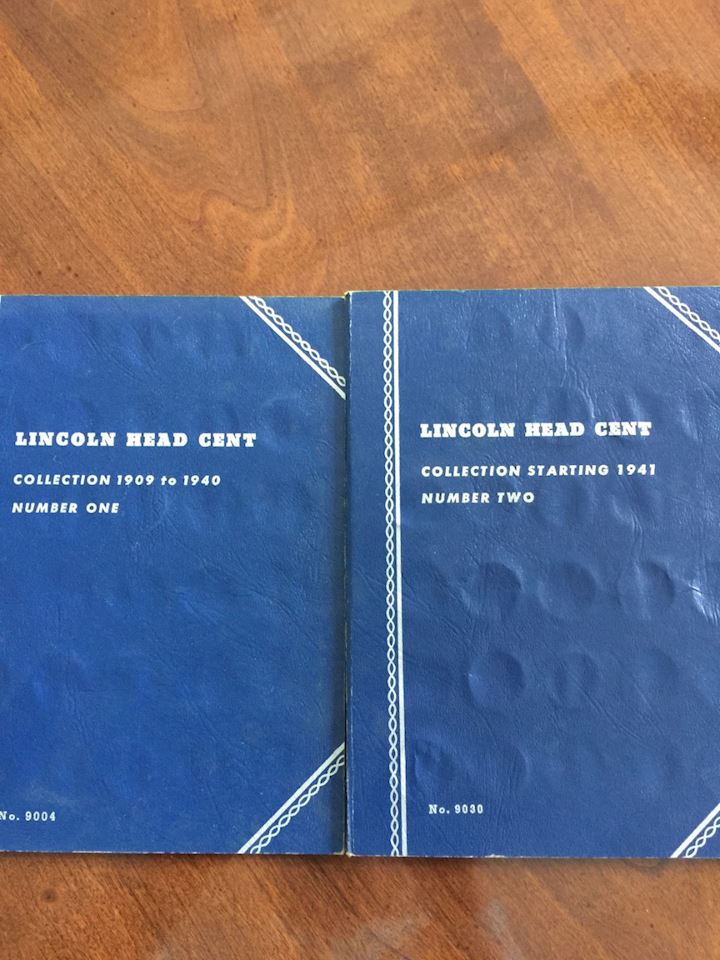 LINCOLN HEAD CENT
COLLECTION 1909 to 1940
NUMBER ONE
No. 9004
LINCOLN HEAD CENT
COLLECTION STARTING 1941
NUMBER TWO
No. 9030